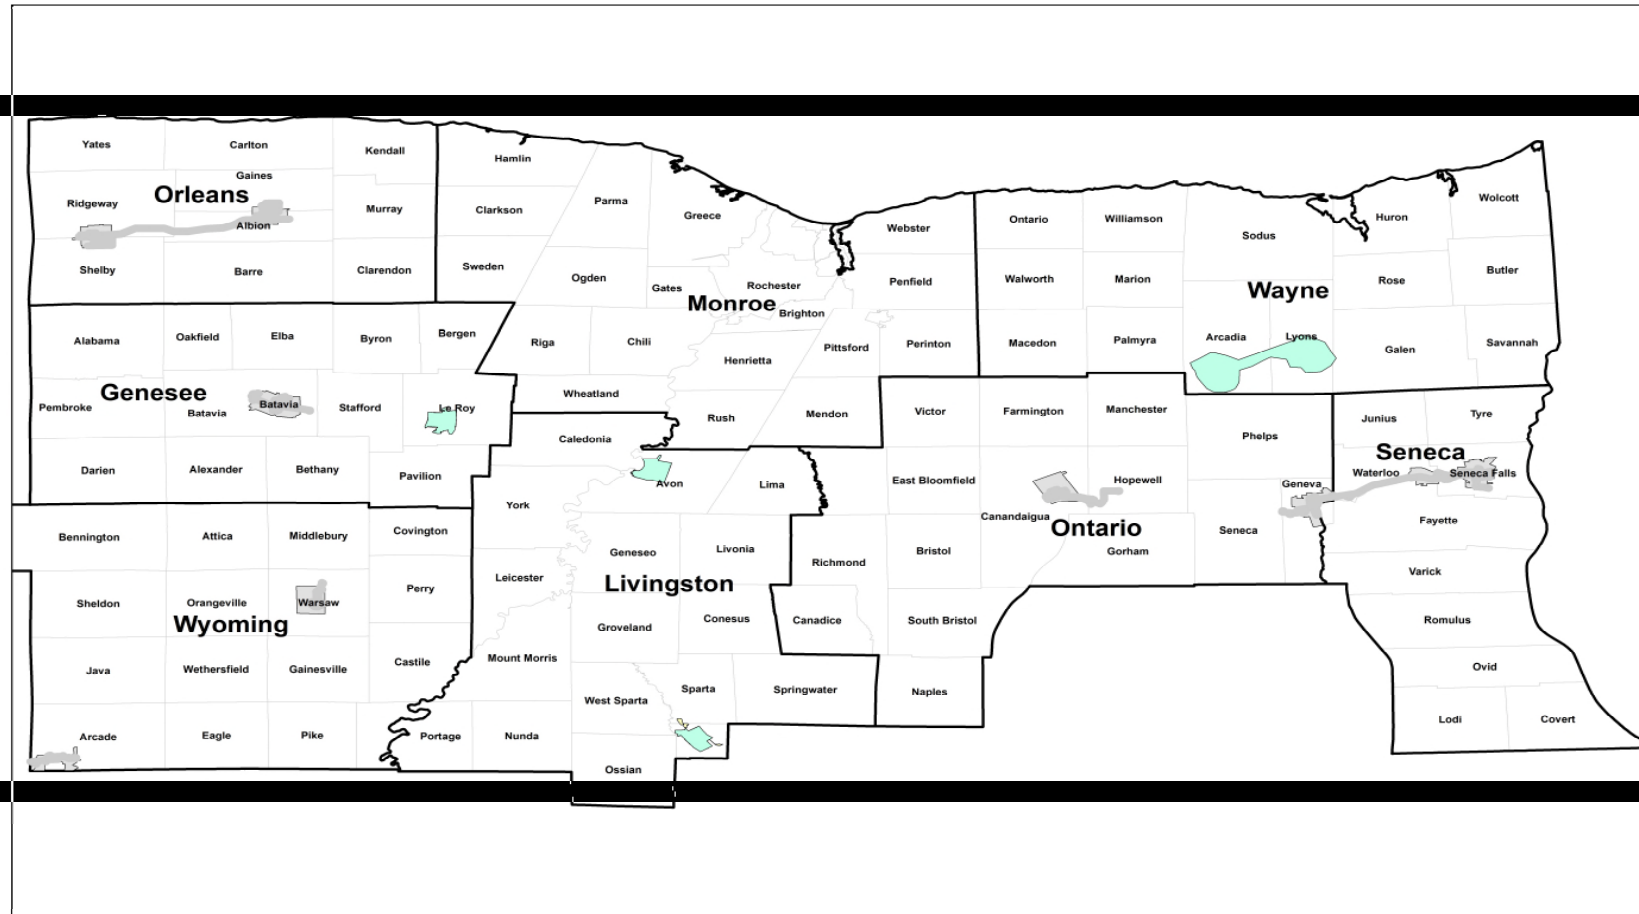 Yates
Carlton
Kendall
Gaines
Orleans
Ridgeway
Murray
Albion
Shelby
Barre
Clarendon
Hamlin
Parma
Clarkson
Greece
Sweden
Ogden
Gates
Rochester
Monroe
Brighton
Riga
Chili
Henrietta
Pittsford
Wheatland
Rush
Mendon
Webster
Penfield
Perinton
Ontario
Williamson
Sodus
Huron
Wolcott
Walworth
Marion
Wayne
Rose
Butler
Macedon
Palmyra
Arcadia
Lyons
Galen
Savannah
Alabama
Oakfield
Elba
Byron
Bergen
Genesee
Pembroke
Batavia
Batavia
Stafford
Le Roy
Darien
Alexander
Bethany
Pavilion
Caledonia
Avon
Lima
York
Geneseo
Livonia
Leicester
Livingston
Groveland
Conesus
Mount Morris
West Sparta
Sparta
Springwater
Portage
Nunda
Ossian
Victor
Farmington
Manchester
Phelps
East Bloomfield
Hopewell
Geneva
Canandaigua
Ontario
Seneca
Bristol
Gorham
Richmond
Canadice
South Bristol
Naples
Junius
Tyre
Seneca
Waterloo
Seneca Falls
Fayette
Varick
Romulus
Ovid
Lodi
Covert
Bennington
Attica
Middlebury
Covington
Sheldon
Orangeville
Warsaw
Perry
Wyoming
Java
Wethersfield
Gainesville
Castile
Arcade
Eagle
Pike